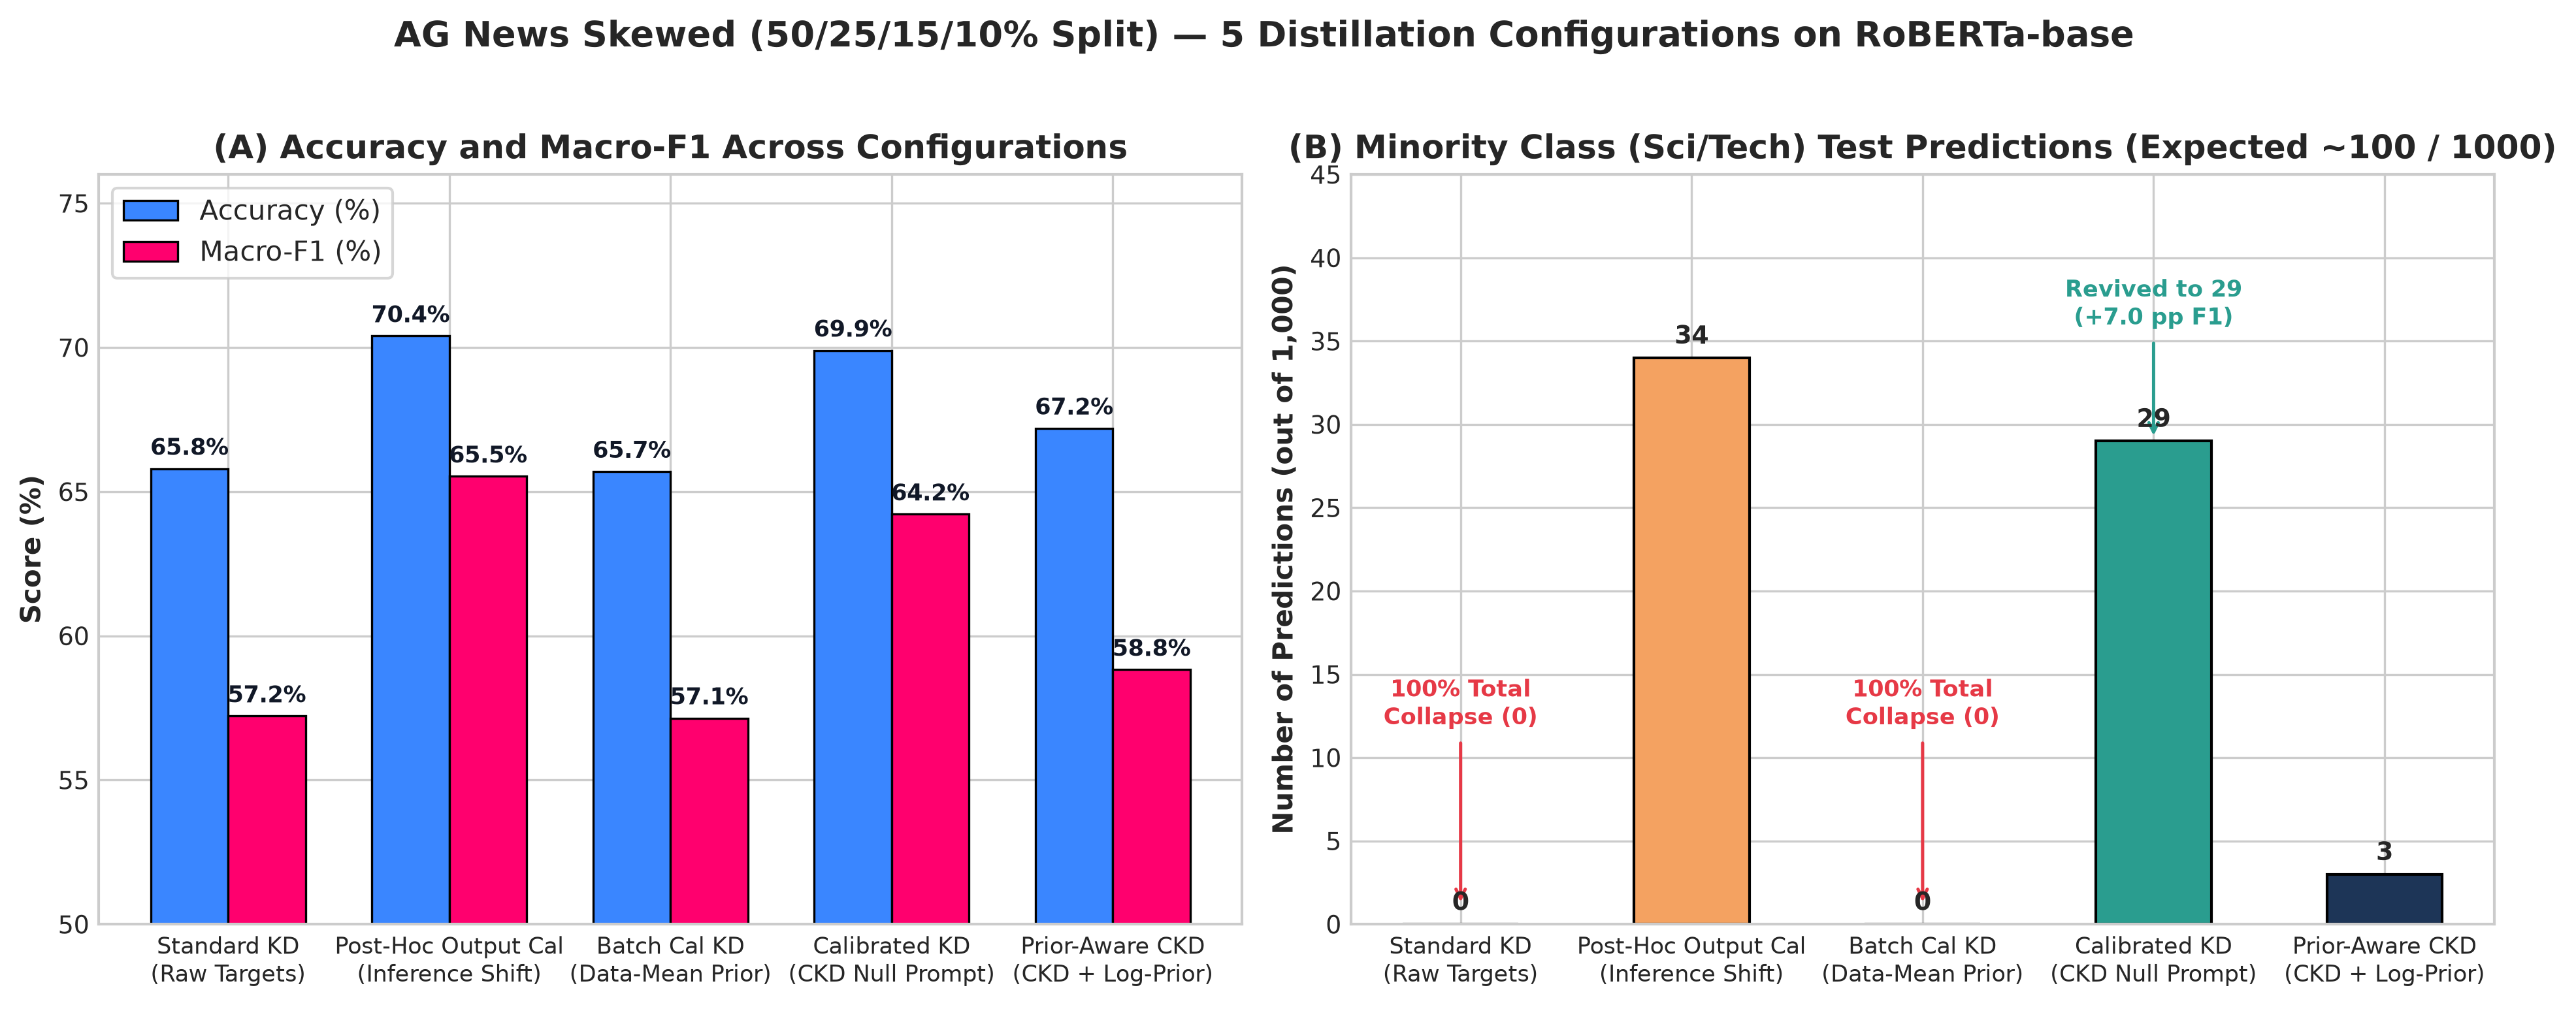 AG News Skewed (50/25/15/10% Split) — 5 Distillation Configurations on RoBERTa-base
(A) Accuracy and Macro-F1 Across Configurations
Accuracy (%)
Macro-F1 (%)
Score (%)
75
70
65
60
55
50
65.8%
57.2%
70.4%
65.5%
65.7%
57.1%
69.9%
64.2%
67.2%
58.8%
Standard KD
(Raw Targets)
Post-Hoc Output Cal
(Inference Shift)
Batch Cal KD
(Data-Mean Prior)
Calibrated KD
(CKD Null Prompt)
Prior-Aware CKD
(CKD + Log-Prior)
(B) Minority Class (Sci/Tech) Test Predictions (Expected ~100 / 1000)
Number of Predictions (out of 1,000)
45
40
35
30
25
20
15
10
5
0
100% Total
Collapse (0)
0
34
100% Total
Collapse (0)
0
Revived to 29
(+7.0 pp F1)
29
3
Standard KD
(Raw Targets)
Post-Hoc Output Cal
(Inference Shift)
Batch Cal KD
(Data-Mean Prior)
Calibrated KD
(CKD Null Prompt)
Prior-Aware CKD
(CKD + Log-Prior)